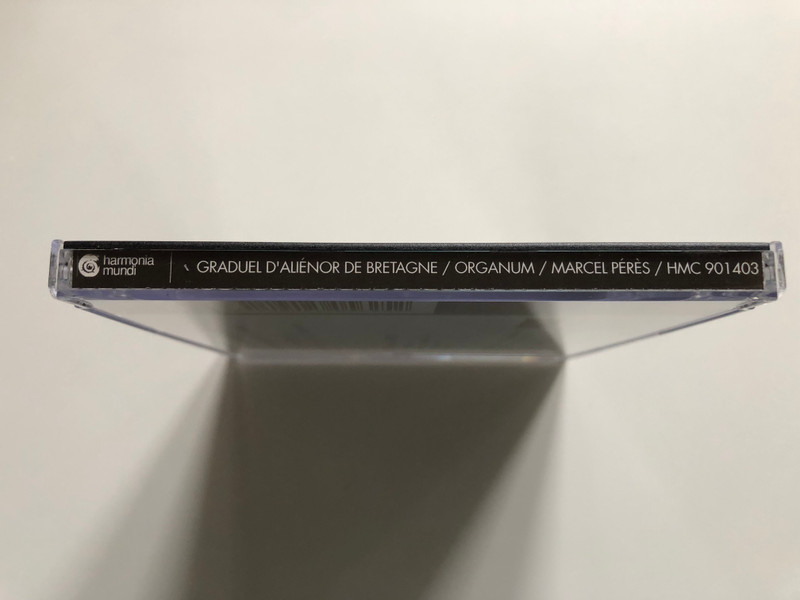 harmonia
mundi
GRADUEL D'ALIÉNOR DE BRETAGNE / ORGANUM / MARCEL PÉRÈS / HMC 901403